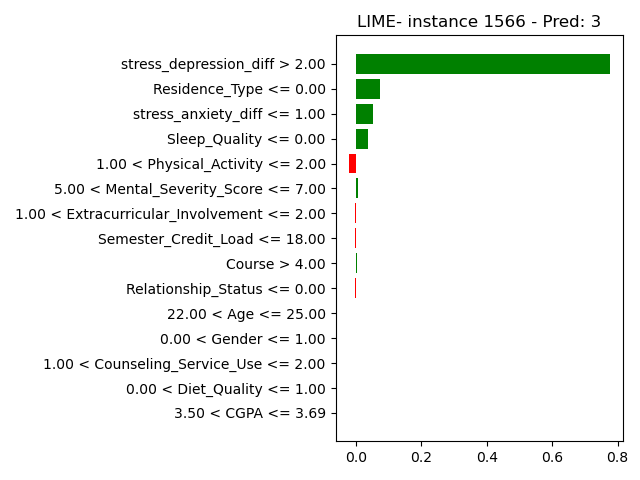 LIME- instance 1566 - Pred: 3
stress_depression_diff > 2.00
Residence_Type <= 0.00
stress_anxiety_diff <= 1.00
Sleep_Quality <= 0.00
1.00 < Physical_Activity <= 2.00
5.00 < Mental_Severity_Score <= 7.00
1.00 < Extracurricular_Involvement <= 2.00
Semester_Credit_Load <= 18.00
Course > 4.00
Relationship_Status <= 0.00
22.00 < Age <= 25.00
0.00 < Gender <= 1.00
1.00 < Counseling_Service_Use <= 2.00
0.00 < Diet_Quality <= 1.00
3.50 < CGPA <= 3.69
0.0 0.2 0.4 0.6 0.8